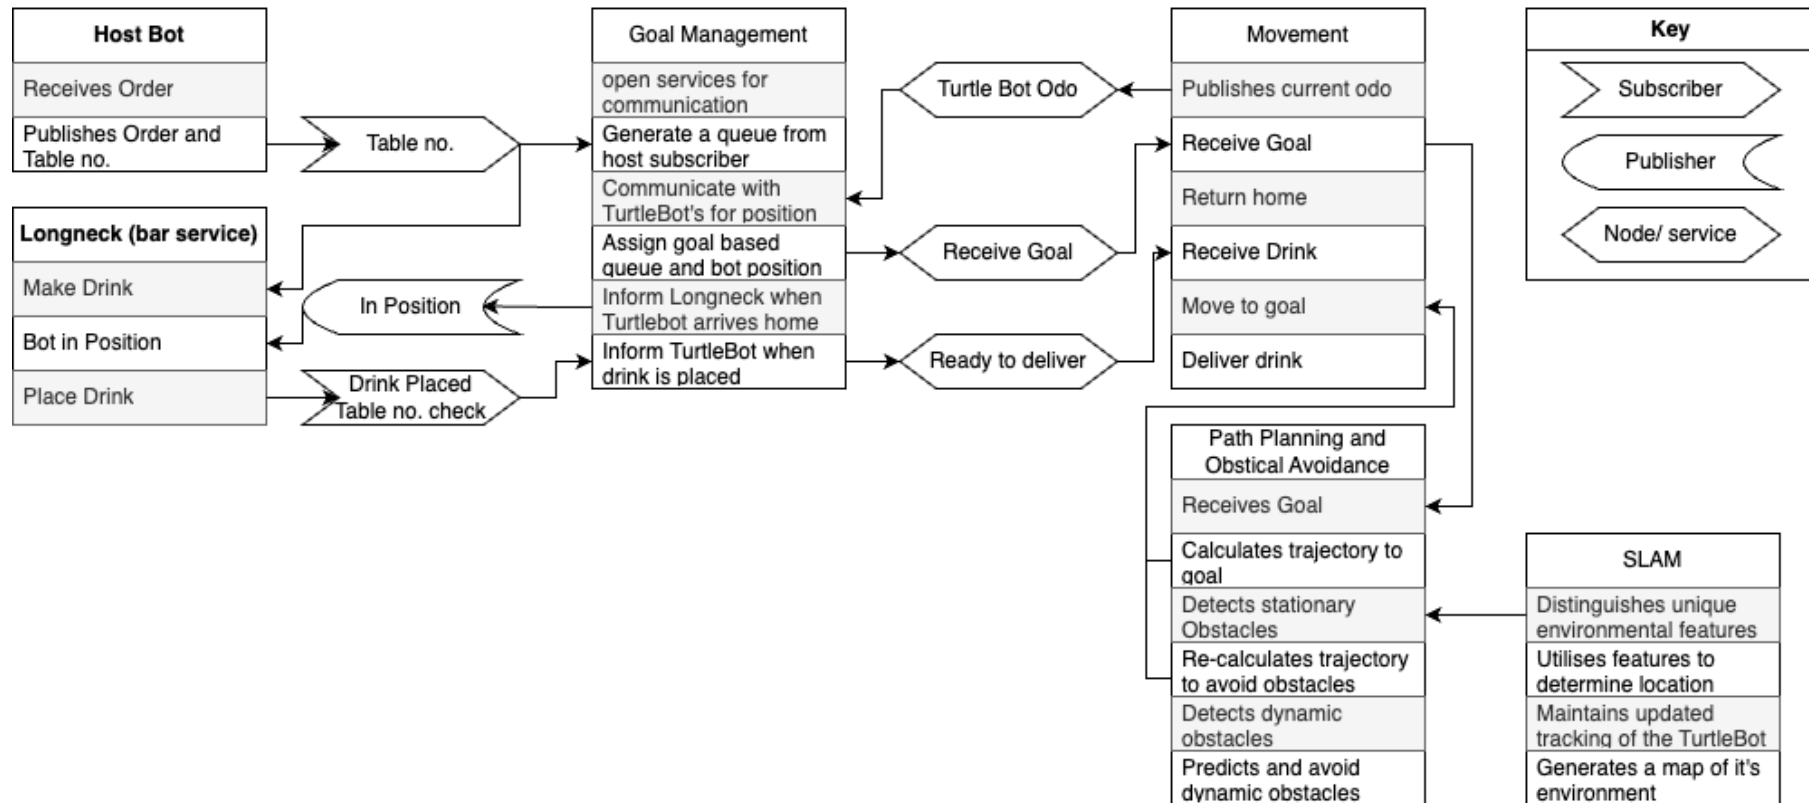 Host Bot
Receives Order
Publishes Order and
Table no.
Table no.
Longneck (bar service)
Make Drink
Bot in Position
Place Drink
In Position
Drink Placed
Table no. check
Goal Management
open services for
communication
Generate a queue from
host subscriber
Communicate with
TurtleBot's for position
Assign goal based
queue and bot position
Inform Longneck when
Turtlebot arrives home
Inform TurtleBot when
drink is placed
Turtle Bot Odo
Receive Goal
Ready to deliver
Movement
Publishes current odo
Receive Goal
Return home
Receive Drink
Move to goal
Deliver drink
Path Planning and
Obstical Avoidance
Receives Goal
Calculates trajectory to
goal
Detects stationary
Obstacles
Re-calculates trajectory
to avoid obstacles
Detects dynamic
obstacles
Predicts and avoid
dynamic obstacles
Key
Subscriber
Publisher
Node/ service
SLAM
Distinguishes unique
environmental features
Utilises features to
determine location
Maintains updated
tracking of the TurtleBot
Generates a map of it's
environment